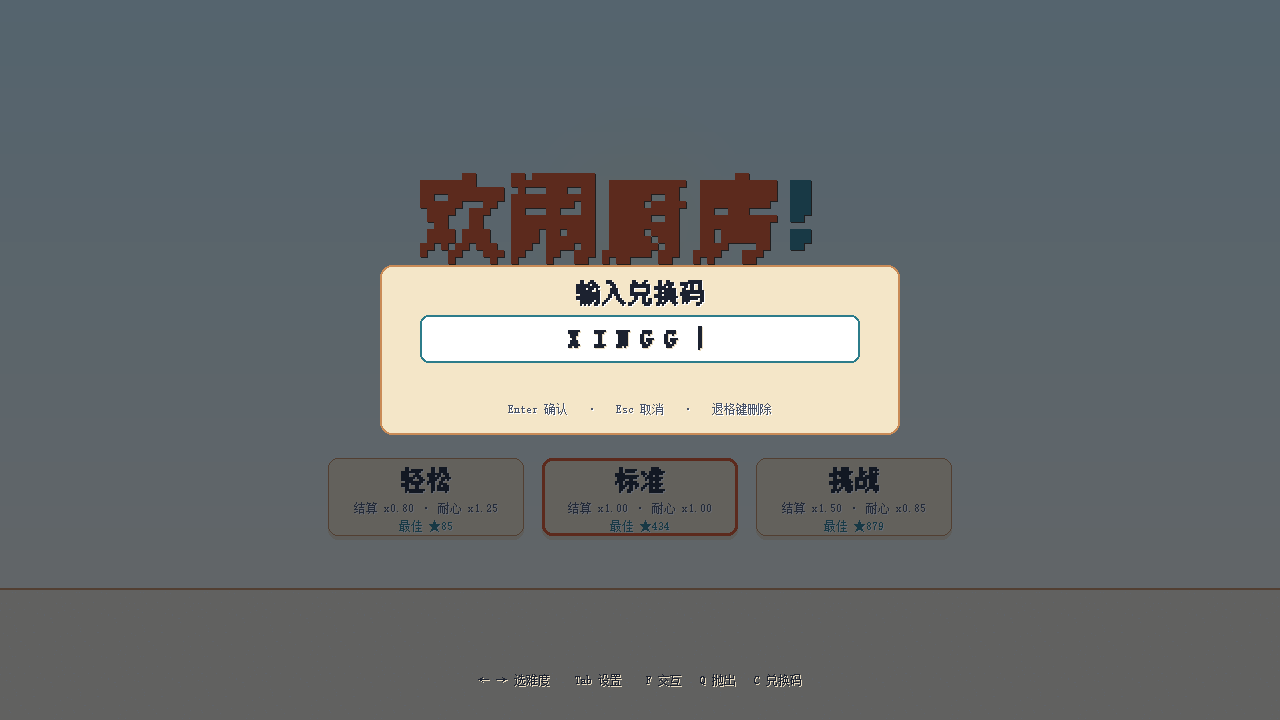 欢闹厨房!
输入兑换码
XINGG|
Enter 确认 · Esc 取消 · 退格键删除
轻松
结算 x0.80 · 耐心 x1.25
最佳 ★85
标准
结算 x1.00 · 耐心 x1.00
最佳 ★434
挑战
结算 x1.50 · 耐心 x0.85
最佳 ★879
← → 选难度 Tab 设置 F 交互 Q 抛出 C 兑换码